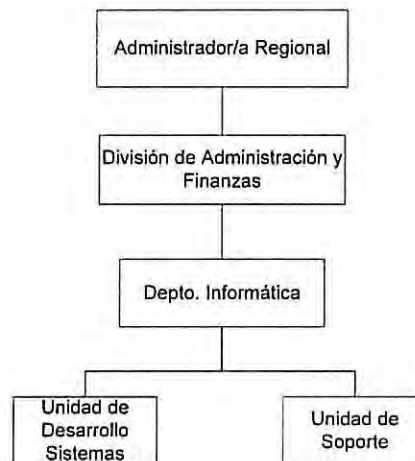 Administrador/a Regional
División de Administración y
Finanzas
Depto. Informática
Unidad de
Desarrollo
Sistemas
Unidad de
Soporte